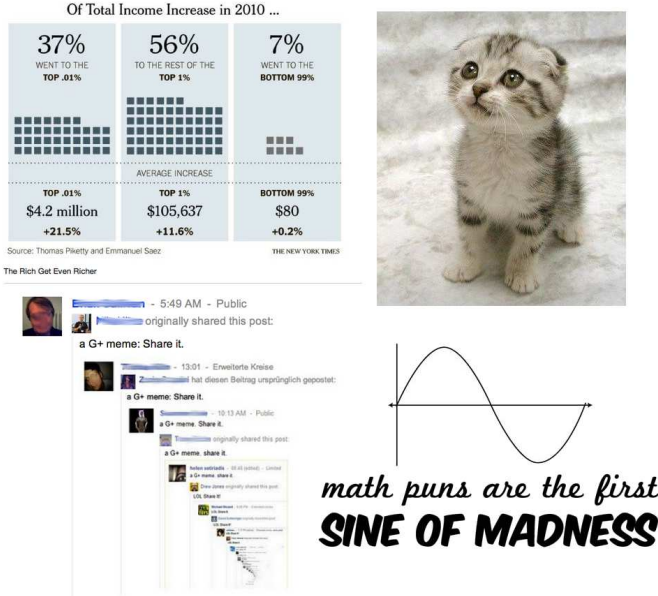 Of Total Income Increase in 2010 ...
37%
WENT TO THE
TOP .01%
56%
TO THE REST OF THE
TOP 1%
7%
WENT TO THE
BOTTOM 99%
AVERAGE INCREASE
TOP .01%
$4.2 million
+21.5%
TOP 1%
$105,637
+11.6%
BOTTOM 99%
$80
+0.2%
Source: Thomas Piketty and Emmanuel Saez
THE NEW YORK TIMES
The Rich Get Even Richer
- 5:49 AM - Public
originally shared this post:
a G+ meme: Share it.
- 13:01 - Erweiterte Kreise
hat diesen Beitrag ursprünglich gepostet:
a G+ meme: Share it.
- 10:13 AM - Public
a G+ meme. Share it.
originally shared this post:
a G+ meme. share it.
a G+ meme. share it.
Drew Jones originally shared this post:
LOL Share it!
math puns are the first
SINE OF MADNESS